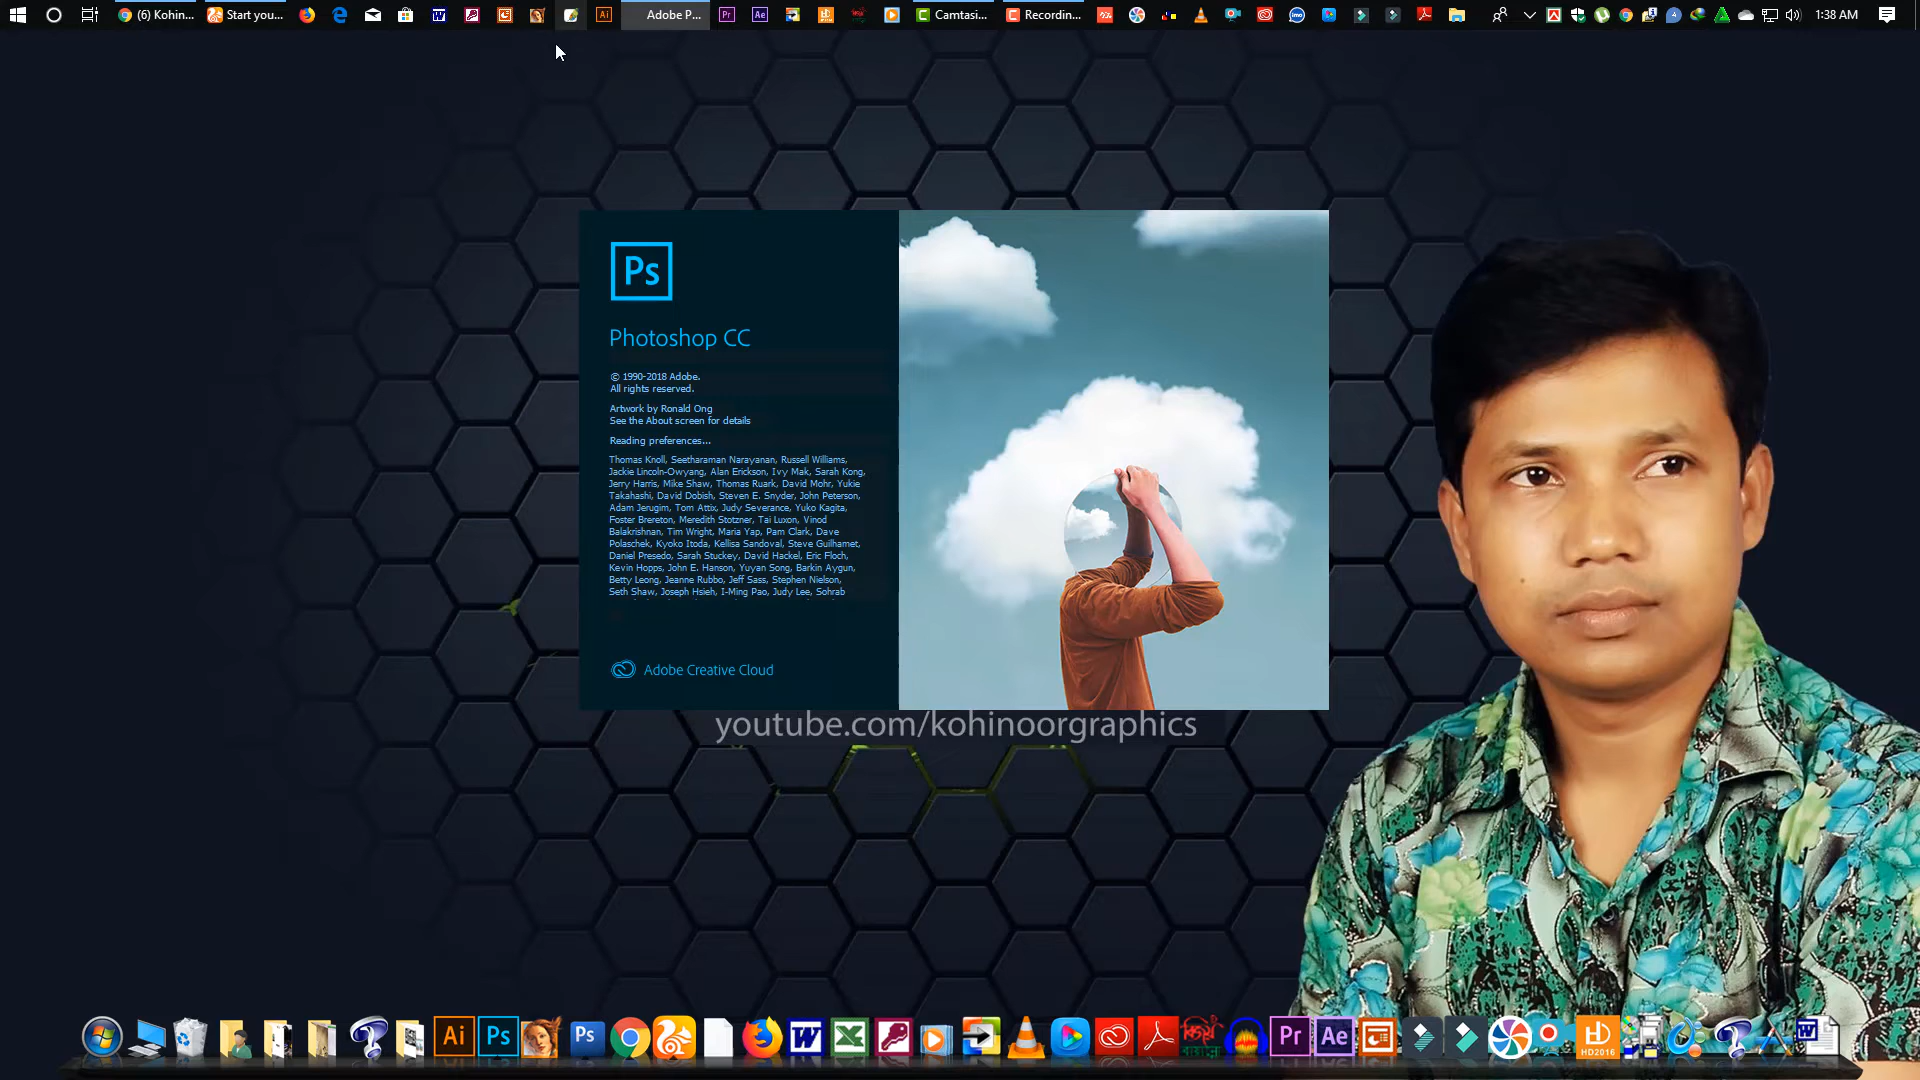 (6) Kohin...
Start you...
Adobe P...
Camtasi...
Recordin...
1:38 AM
Ps
Photoshop CC
© 1990-2018 Adobe.
All rights reserved.
Artwork by Ronald Ong
See the About screen for details
Reading preferences...
Thomas Knoll, Seetharaman Narayanan, Russell Williams,
Jackie Lincoln-Owyang, Alan Erickson, Ivy Mak, Sarah Kong,
Jerry Harris, Mike Shaw, Thomas Ruark, David Mohr, Yukie
Takahashi, David Dobish, Steven E. Snyder, John Peterson,
Adam Jerugim, Tom Attix, Judy Severance, Yuko Kagita,
Foster Brereton, Meredith Stotzner, Tai Luxon, Vinod
Balakrishnan, Tim Wright, Maria Yap, Pam Clark, Dave
Polaschek, Kyoko Itoda, Kellisa Sandoval, Steve Guilhamet,
Daniel Presedo, Sarah Stuckey, David Hackel, Eric Floch,
Kevin Hopps, John E. Hanson, Yuyan Song, Barkin Aygun,
Betty Leong, Jeanne Rubbo, Jeff Sass, Stephen Nielson,
Seth Shaw, Joseph Hsieh, I-Ming Pao, Judy Lee, Sohrab
Adobe Creative Cloud
youtube.com/kohinoorgraphics
Ai Ps Ps W Pr Ae HD HD2016 W